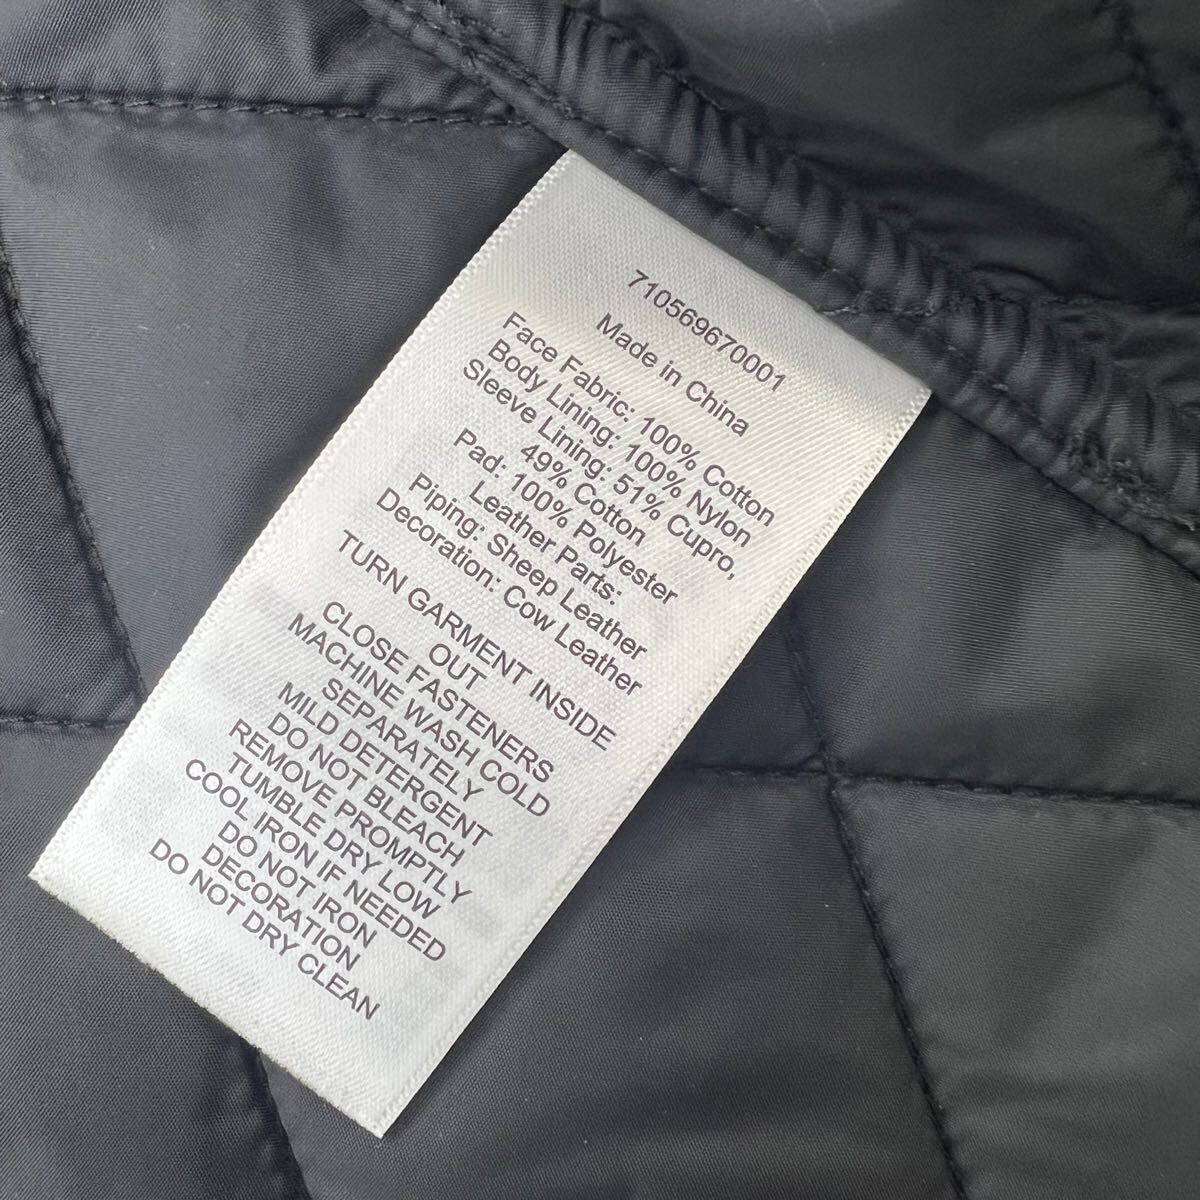 710569670001
Made in China
Face Fabric: 100% Cotton
Body Lining: 100% Nylon
Sleeve Lining: 51% Cupro,
49% Cotton
Pad: 100% Polyester
Leather Parts:
Piping: Sheep Leather
Decoration: Cow Leather
TURN GARMENT INSIDE
OUT
CLOSE FASTENERS
MACHINE WASH COLD
SEPARATELY
MILD DETERGENT
DO NOT BLEACH
REMOVE PROMPTLY
TUMBLE DRY LOW
COOL IRON IF NEEDED
DO NOT IRON
DECORATION
DO NOT DRY CLEAN